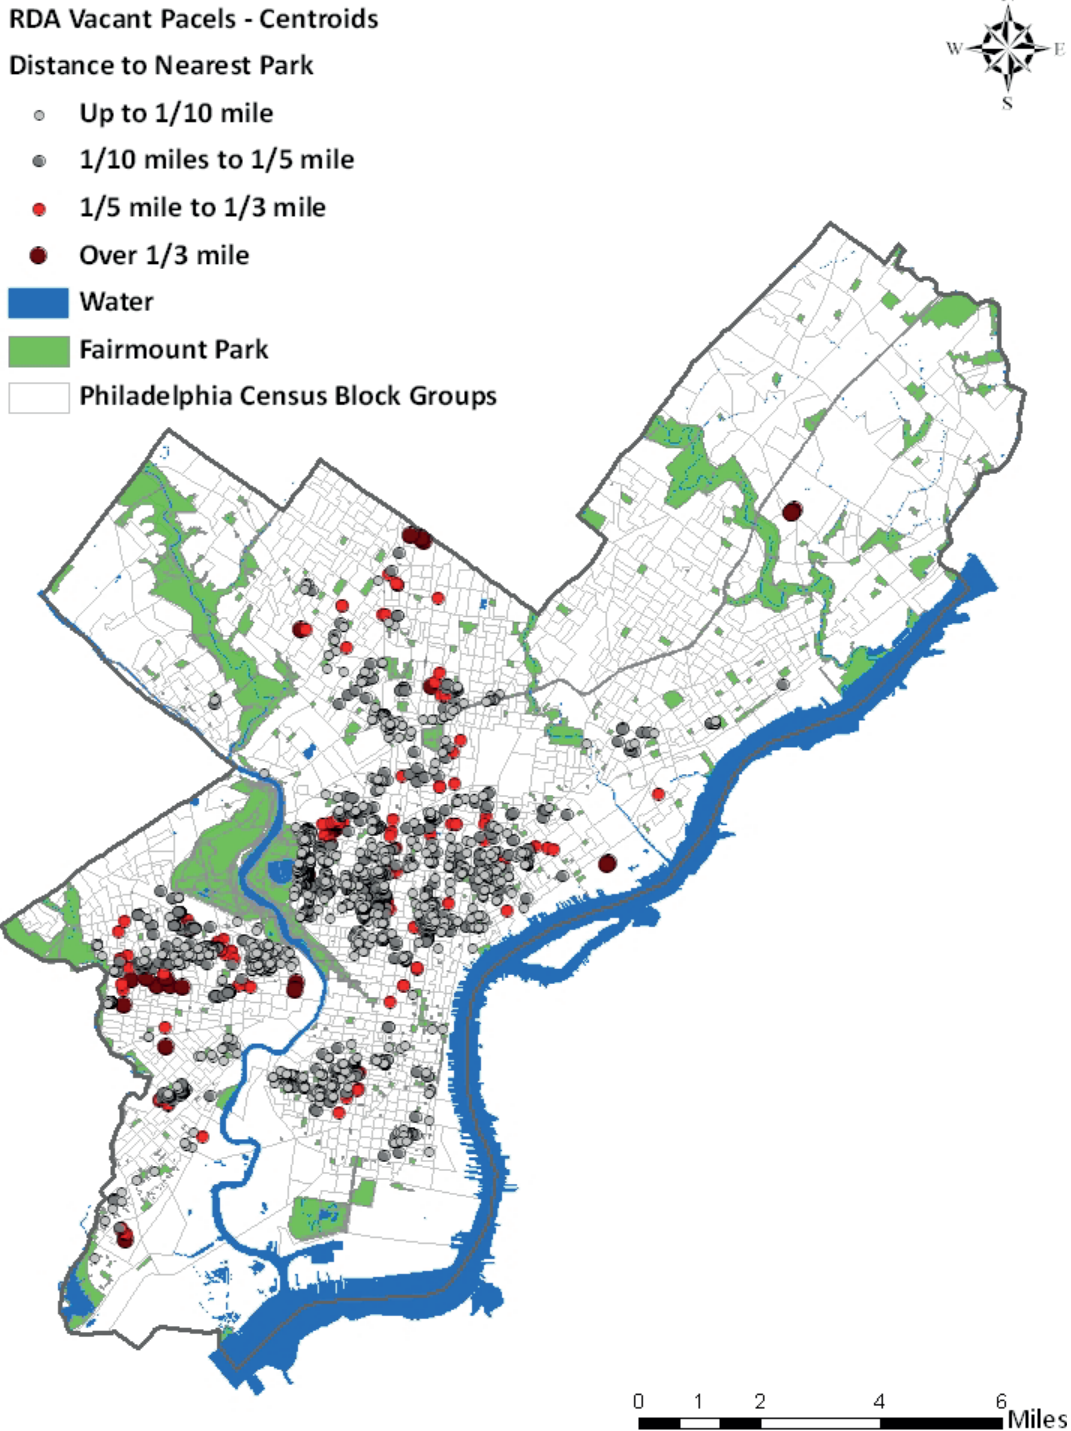 RDA Vacant Pacels - Centroids
Distance to Nearest Park
Up to 1/10 mile
1/10 miles to 1/5 mile
1/5 mile to 1/3 mile
Over 1/3 mile
Water
Fairmount Park
Philadelphia Census Block Groups
W E
S
0 1 2 4 6
Miles